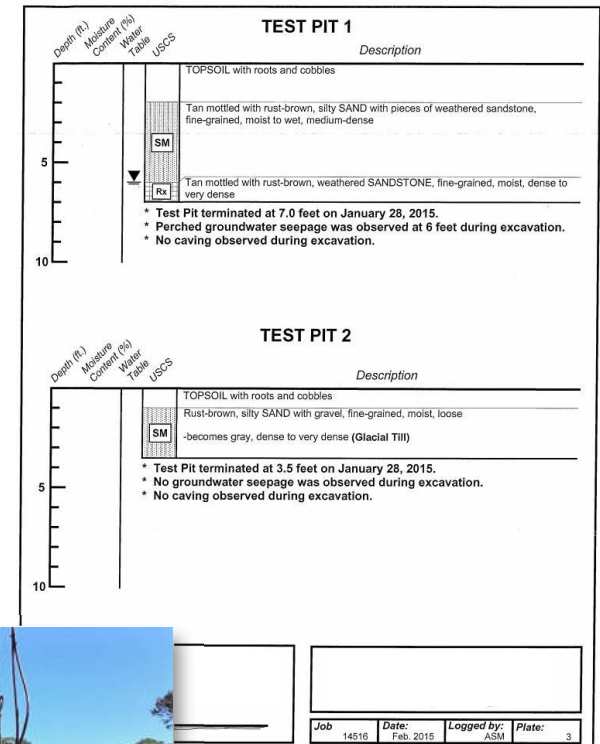 TEST PIT 1
Depth (ft.)
Moisture Content (%)
Water Table
USCS
Description
TOPSOIL with roots and cobbles
Tan mottled with rust-brown, silty SAND with pieces of weathered sandstone,
fine-grained, moist to wet, medium-dense
SM
5
Tan mottled with rust-brown, weathered SANDSTONE, fine-grained, moist, dense to
Rx
very dense
* Test Pit terminated at 7.0 feet on January 28, 2015.
* Perched groundwater seepage was observed at 6 feet during excavation.
* No caving observed during excavation.
10
TEST PIT 2
Depth (ft.)
Moisture Content (%)
Water Table
USCS
Description
TOPSOIL with roots and cobbles
Rust-brown, silty SAND with gravel, fine-grained, moist, loose
SM
-becomes gray, dense to very dense (Glacial Till)
* Test Pit terminated at 3.5 feet on January 28, 2015.
* No groundwater seepage was observed during excavation.
5
* No caving observed during excavation.
10
Job 14516
Date: Feb. 2015
Logged by: ASM
Plate: 3